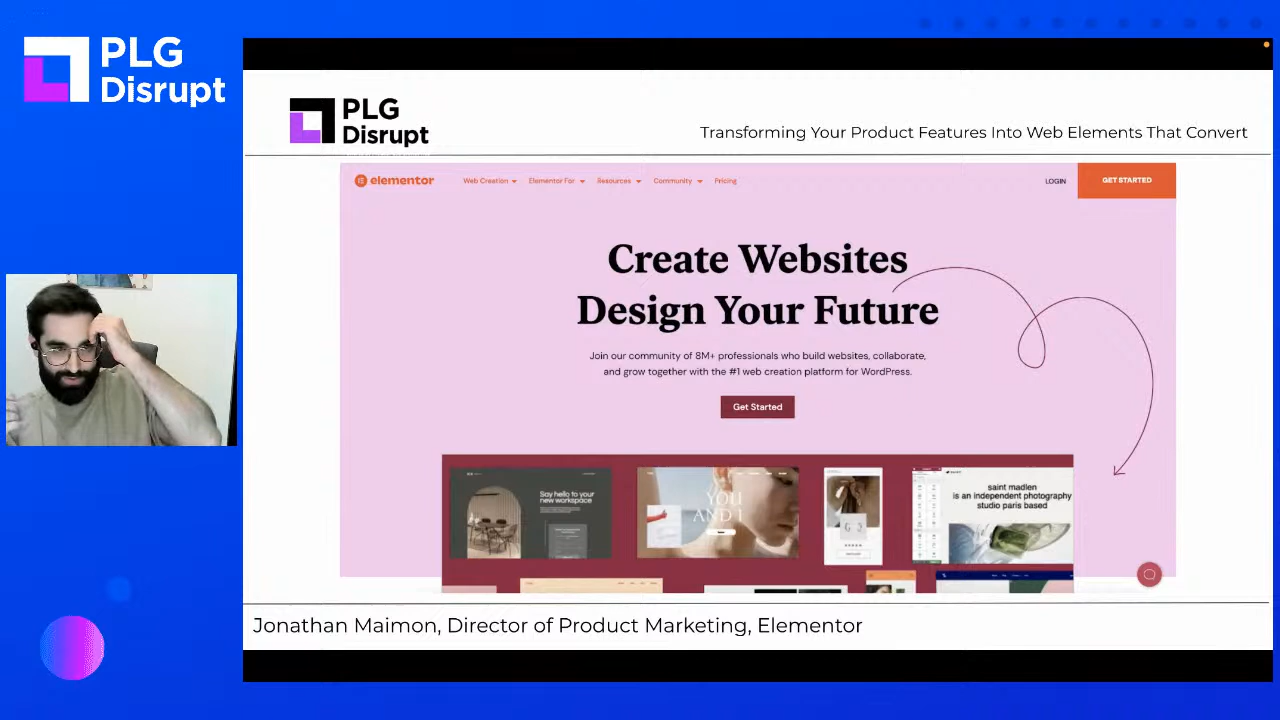 PLG
Disrupt
PLG
Disrupt
Transforming Your Product Features Into Web Elements That Convert
elementor
Web Creation
Elementor For
Resources
Community
Pricing
LOGIN
GET STARTED
Create Websites
Design Your Future
Join our community of 8M+ professionals who build websites, collaborate,
and grow together with the #1 web creation platform for WordPress.
Get Started
Say hello to your
new workspace
YOU
AND I
saint madlen
is an independent photography
studio paris based
Jonathan Maimon, Director of Product Marketing, Elementor